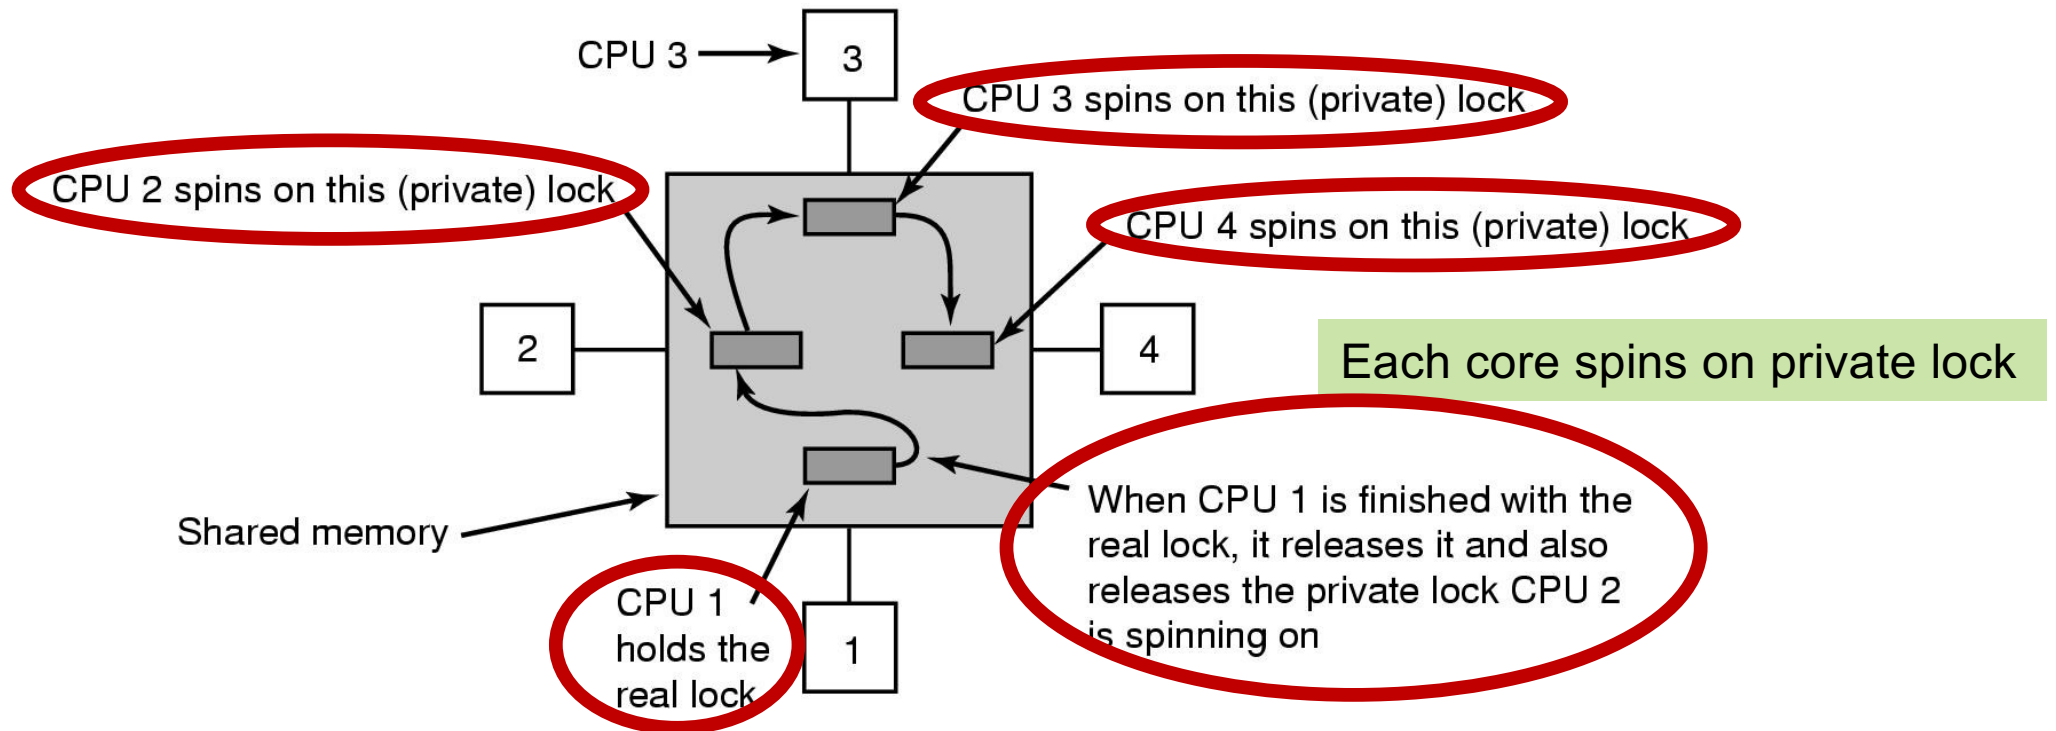 CPU 3
3
CPU 3 spins on this (private) lock
CPU 2 spins on this (private) lock
CPU 4 spins on this (private) lock
2
4
Each core spins on private lock
Shared memory
When CPU 1 is finished with the
real lock, it releases it and also
releases the private lock CPU 2
is spinning on
CPU 1
holds the
real lock
1